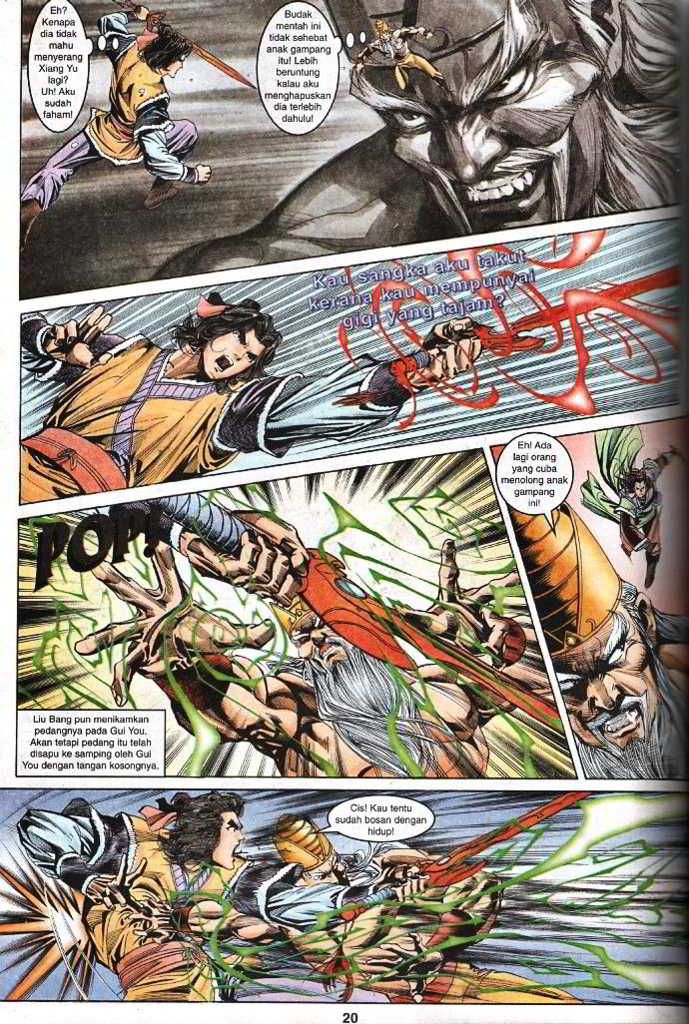 Eh?
Kenapa
dia tidak
mahu
menyerang
Xiang Yu
lagi?
Uh! Aku
sudah
faham!
Budak
mentah ini
tidak sehebat
anak gampang
itu! Lebih
beruntung
kalau aku
menghapuskan
dia terlebih
dahulu!
Kau sangka aku takut
kerana kau mempunyai
gigi yang tajam?
Eh! Ada
lagi orang
yang cuba
menolong anak
gampang
ini!
POP!
Liu Bang pun menikamkan
pedangnya pada Gui You.
Akan tetapi pedang itu telah
disapu ke samping oleh Gui
You dengan tangan kosongnya.
Cis! Kau tentu
sudah bosan dengan
hidup!
20